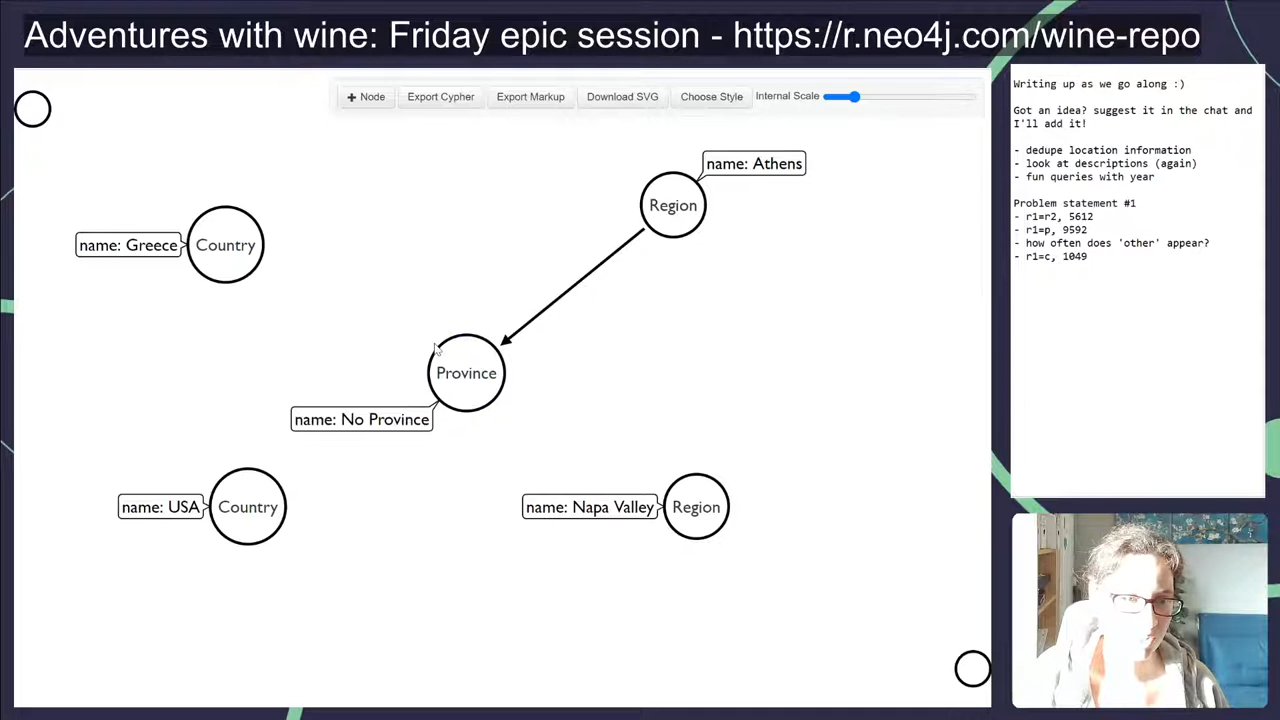 Adventures with wine: Friday epic session - https://r.neo4j.com/wine-repo
+ Node
Export Cypher
Export Markup
Download SVG
Choose Style
Internal Scale
name: Athens
Region
name: Greece
Country
Province
name: No Province
name: USA
Country
name: Napa Valley
Region
Writing up as we go along :)
Got an idea? suggest it in the chat and
I'll add it!
- dedupe location information
- look at descriptions (again)
- fun queries with year
Problem statement #1
- r1=r2, 5612
- r1=p, 9592
- how often does 'other' appear?
- r1=c, 1049